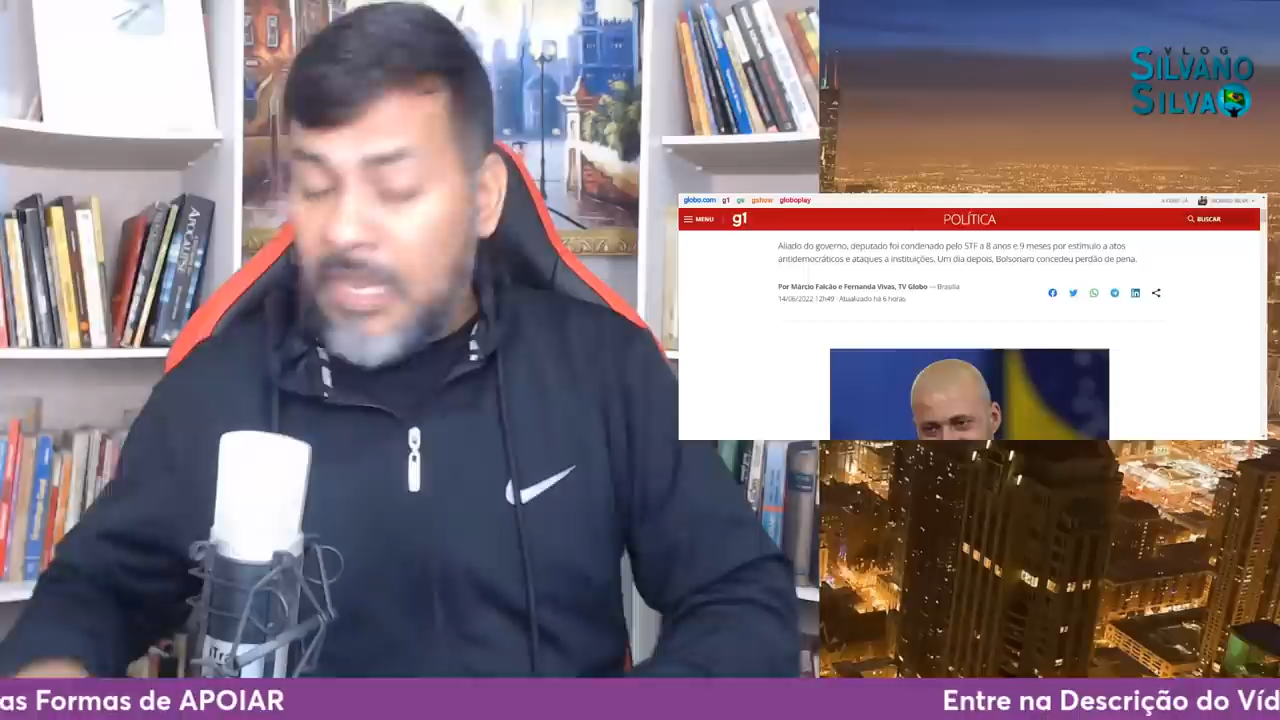 VLOG
SILVANO
SILVA
globo.com g1 ge gshow globoplay
MENU g1 POLÍTICA BUSCAR
Aliado do governo, deputado foi condenado pelo STF a 8 anos e 9 meses por estímulo a atos
antidemocráticos e ataques a instituições. Um dia depois, Bolsonaro concedeu perdão de pena.
Por Márcio Falcão e Fernanda Vivas, TV Globo — Brasília
14/06/2022 12h49 · Atualizado há 6 horas
APOCALIPSE
iTr
as Formas de APOIAR
Entre na Descrição do Víd